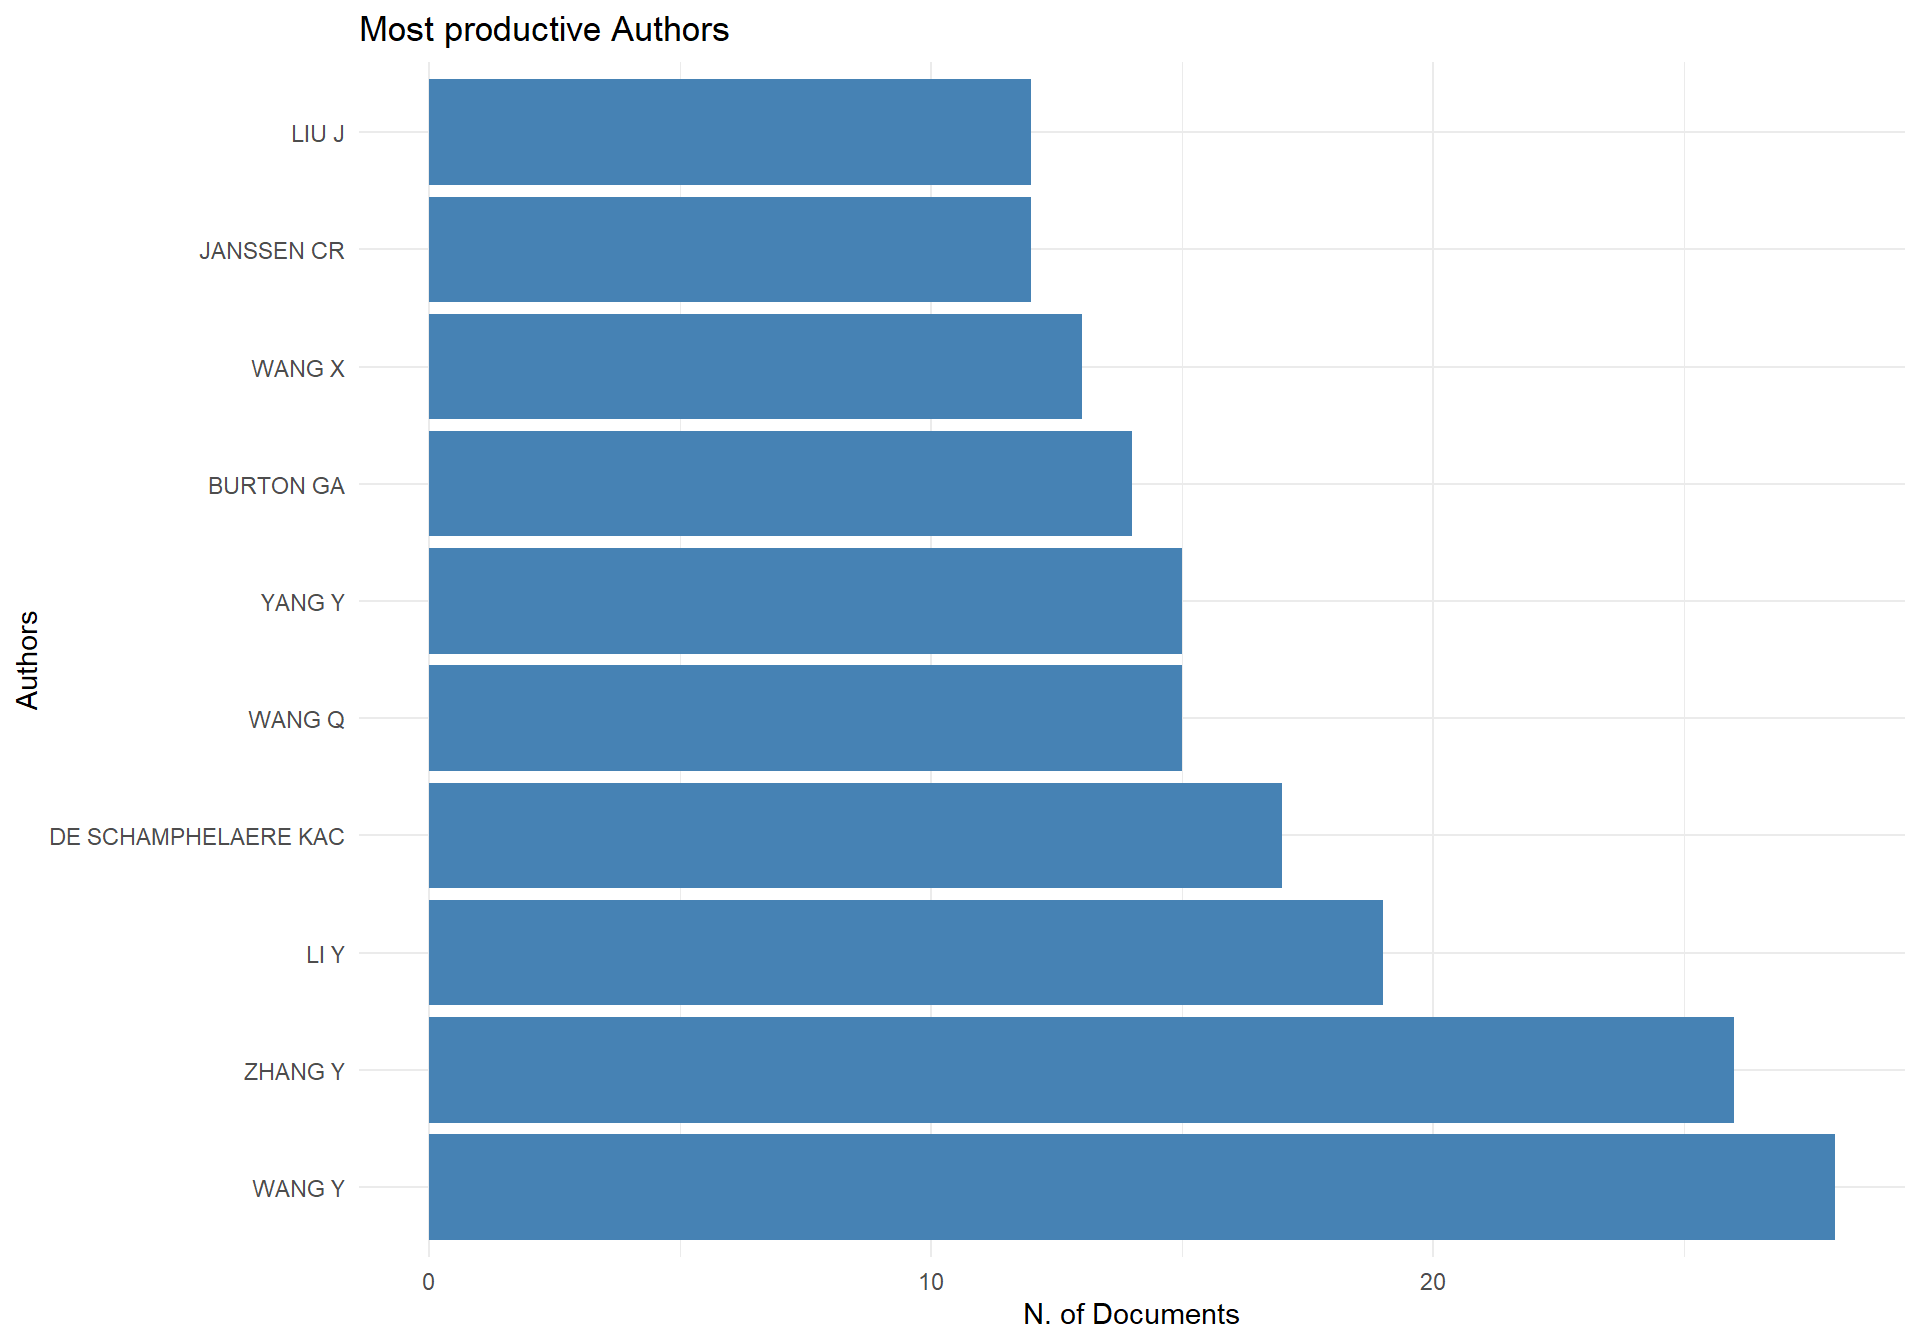 Most productive Authors
LIU J
JANSSEN CR
WANG X
BURTON GA
YANG Y
WANG Q
DE SCHAMPHELAERE KAC
LI Y
ZHANG Y
WANG Y
Authors
0 10 20
N. of Documents